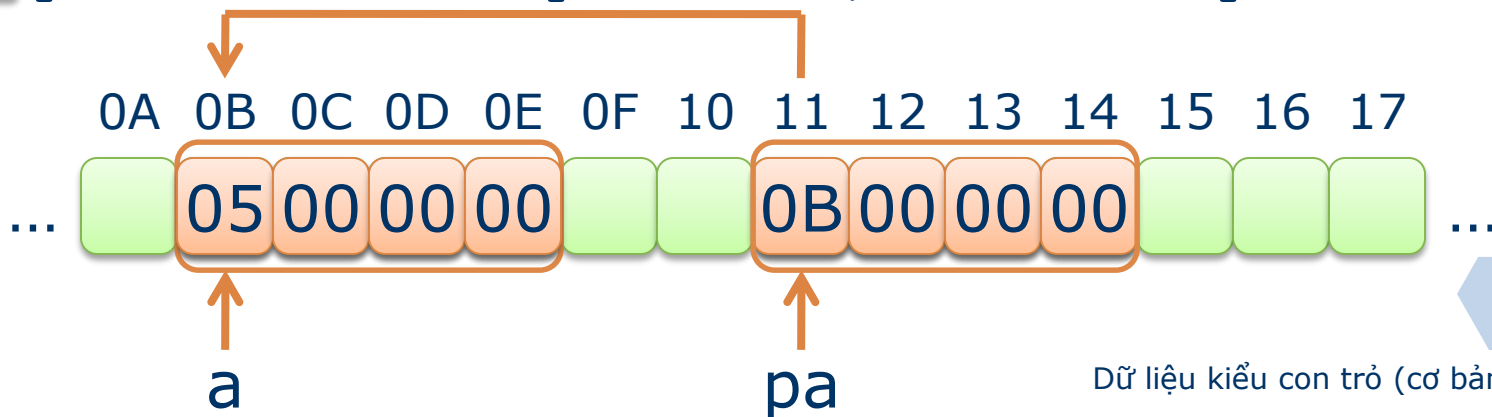 0A 0B 0C 0D 0E 0F 10 11 12 13 14 15 16 17
... 05 00 00 00 0B 00 00 00 ...
a pa
Dữ liệu kiểu con trỏ (cơ bản